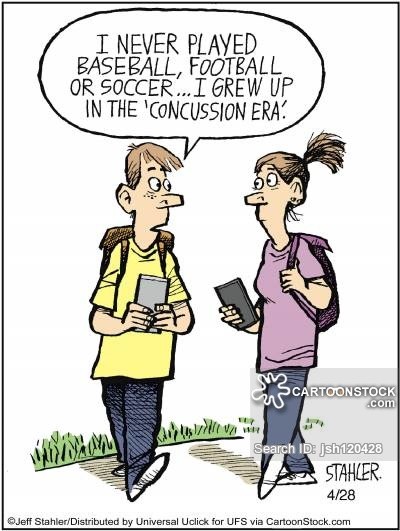 I NEVER PLAYED
BASEBALL, FOOTBALL
OR SOCCER...I GREW UP
IN THE 'CONCUSSION ERA'.
CARTOONSTOCK
.com
Search ID: jsh120428
STAHLER.
4/28
©Jeff Stahler/Distributed by Universal Uclick for UFS via CartoonStock.com